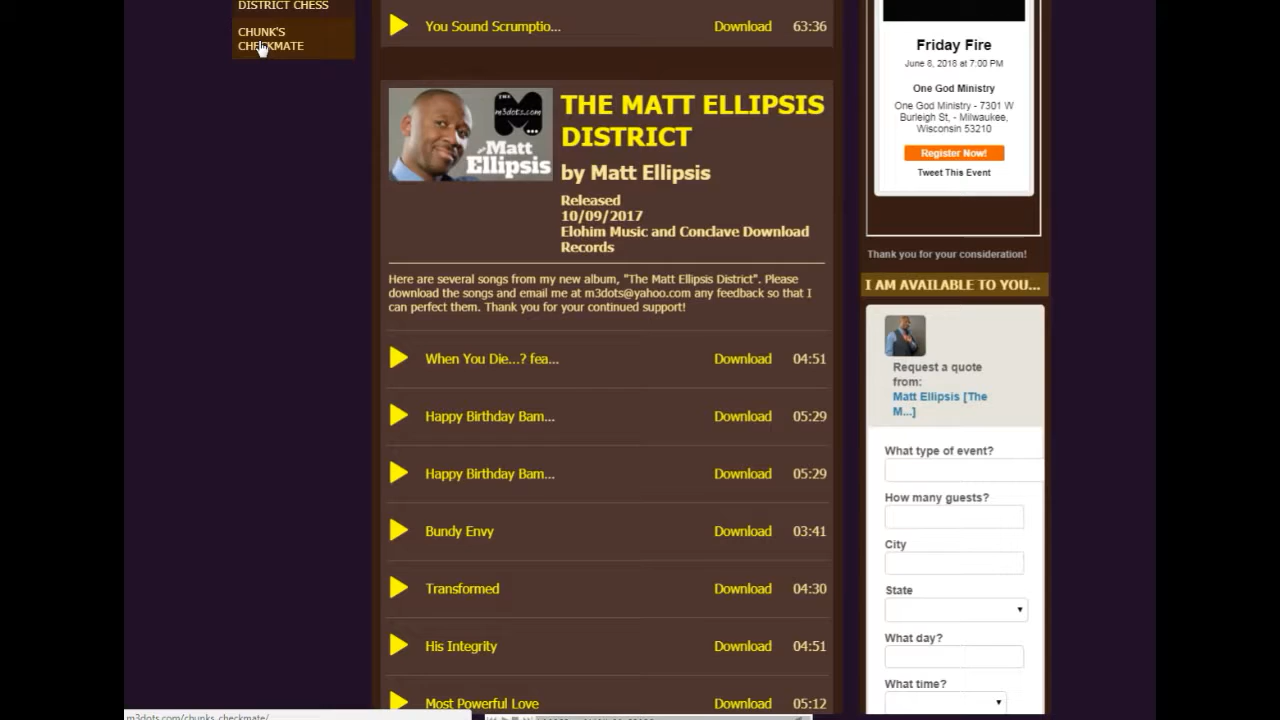 DISTRICT CHESS
CHUNK'S
CHECKMATE
You Sound Scrumptio... Download 63:36
THE
m3dots.com
M...
Matt
Ellipsis
THE MATT ELLIPSIS
DISTRICT
by Matt Ellipsis
Released
10/09/2017
Elohim Music and Conclave Download
Records
Here are several songs from my new album, "The Matt Ellipsis District". Please
download the songs and email me at m3dots@yahoo.com any feedback so that I
can perfect them. Thank you for your continued support!
When You Die...? fea... Download 04:51
Happy Birthday Bam... Download 05:29
Happy Birthday Bam... Download 05:29
Bundy Envy Download 03:41
Transformed Download 04:30
His Integrity Download 04:51
Most Powerful Love Download 05:12
Friday Fire
June 8, 2018 at 7:00 PM
One God Ministry
One God Ministry - 7301 W
Burleigh St, - Milwaukee,
Wisconsin 53210
Register Now!
Tweet This Event
Thank you for your consideration!
I AM AVAILABLE TO YOU...
Request a quote
from:
Matt Ellipsis [The
M...]
What type of event?
How many guests?
City
State
What day?
What time?
m3dots.com/chunks-checkmate/